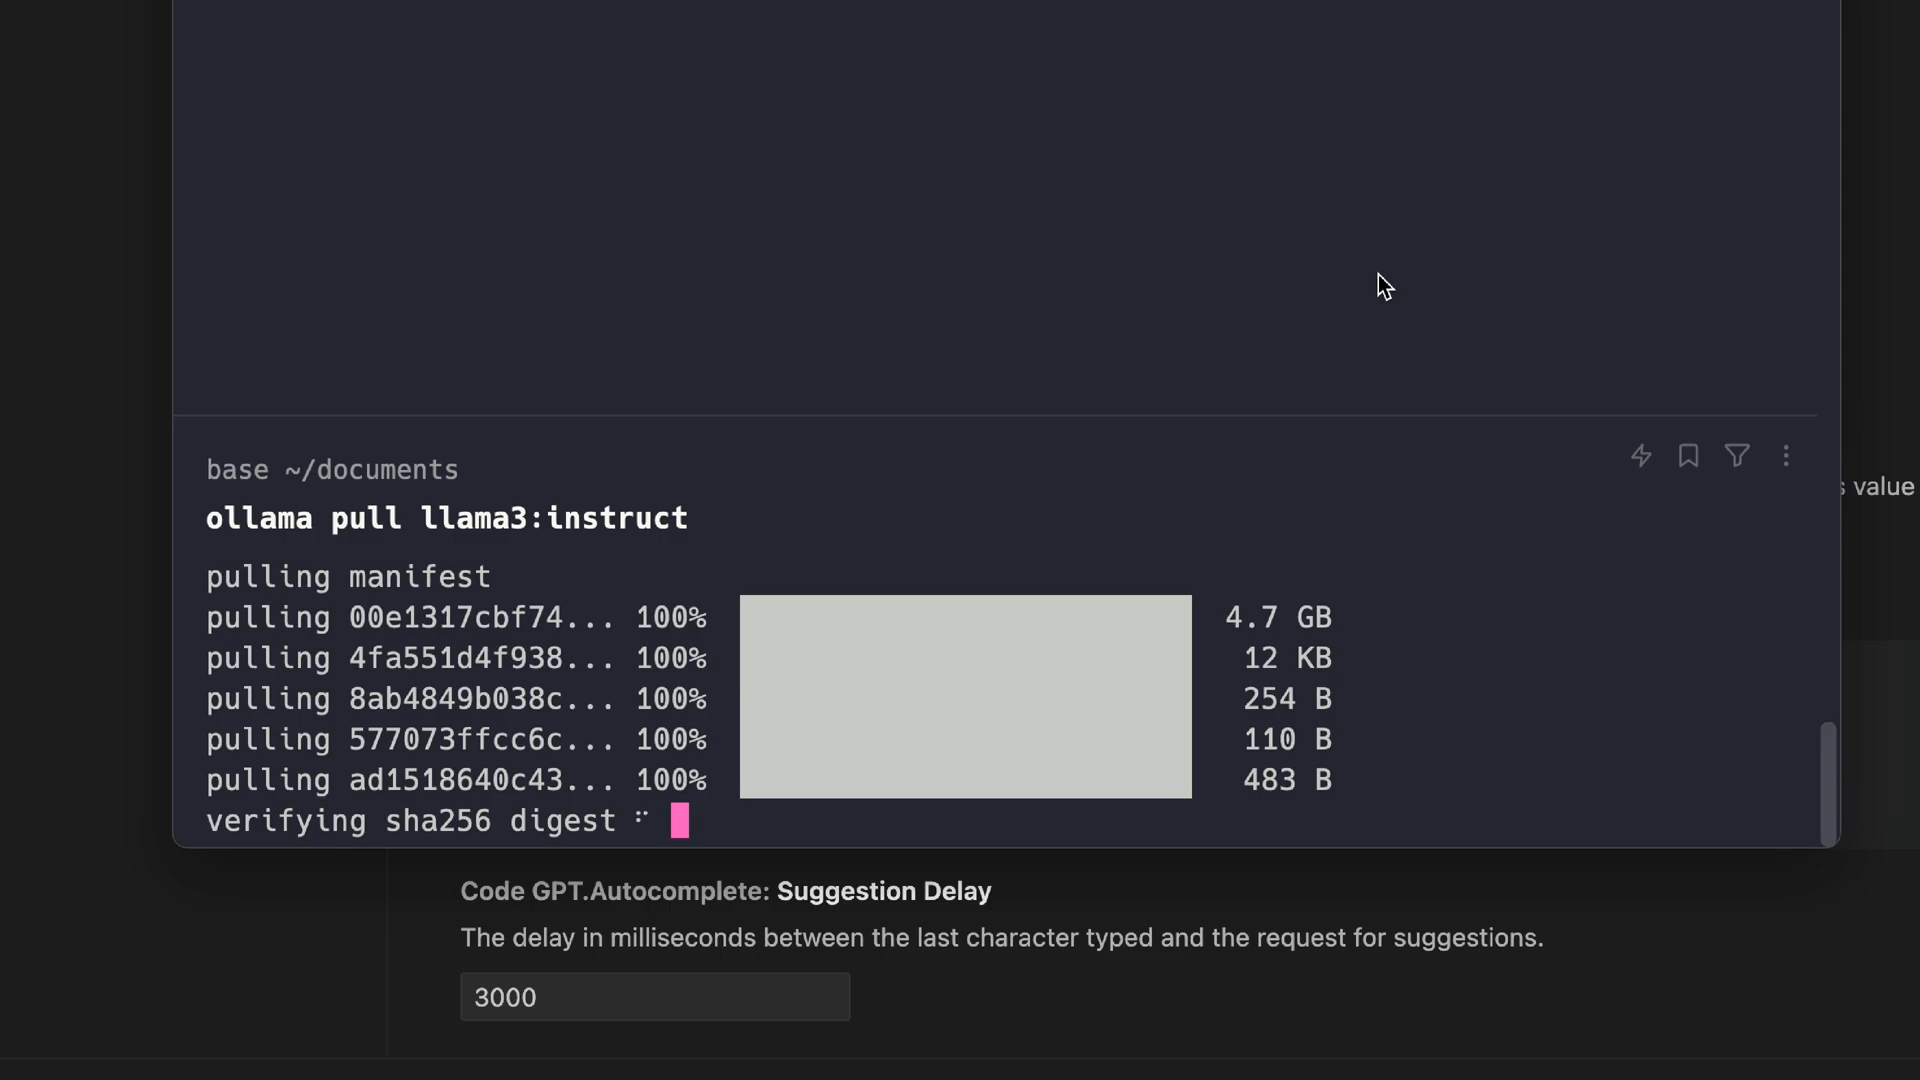 base ~/documents
s value
ollama pull llama3:instruct
pulling manifest
pulling 00e1317cbf74... 100% 4.7 GB
pulling 4fa551d4f938... 100% 12 KB
pulling 8ab4849b038c... 100% 254 B
pulling 577073ffcc6c... 100% 110 B
pulling ad1518640c43... 100% 483 B
verifying sha256 digest ⠋
Code GPT.Autocomplete: Suggestion Delay
The delay in milliseconds between the last character typed and the request for suggestions.
3000